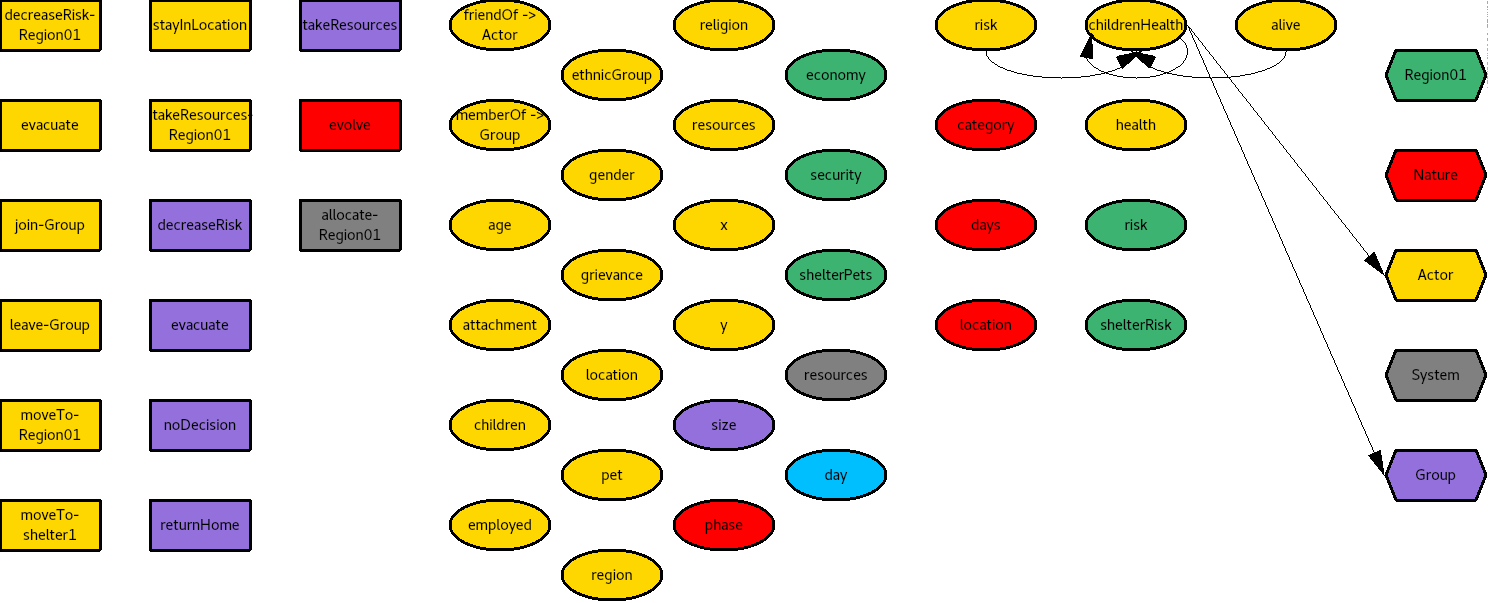 decreaseRisk-
Region01
stayInLocation
takeResources
friendOf ->
Actor
religion
risk
childrenHealth
alive
ethnicGroup
economy
Region01
evacuate
takeResources-
Region01
evolve
memberOf ->
Group
resources
category
health
gender
security
Nature
join-Group
decreaseRisk
allocate-
Region01
age
x
days
risk
grievance
shelterPets
Actor
leave-Group
evacuate
attachment
y
location
shelterRisk
location
resources
System
moveTo-
Region01
noDecision
children
size
pet
day
Group
moveTo-
shelter1
returnHome
employed
phase
region